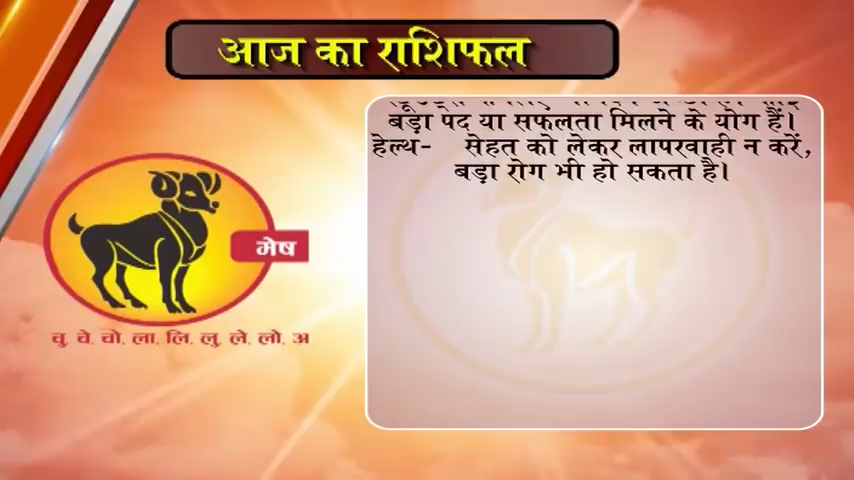 आज का राशिफल
बड़ा पद या सफलता मिलने के योग हैं।
हेल्थ- सेहत को लेकर लापरवाही न करें,
बड़ा रोग भी हो सकता है।
मेष
चु, चे, चो, ला, लि, लु, ले, लो, अ